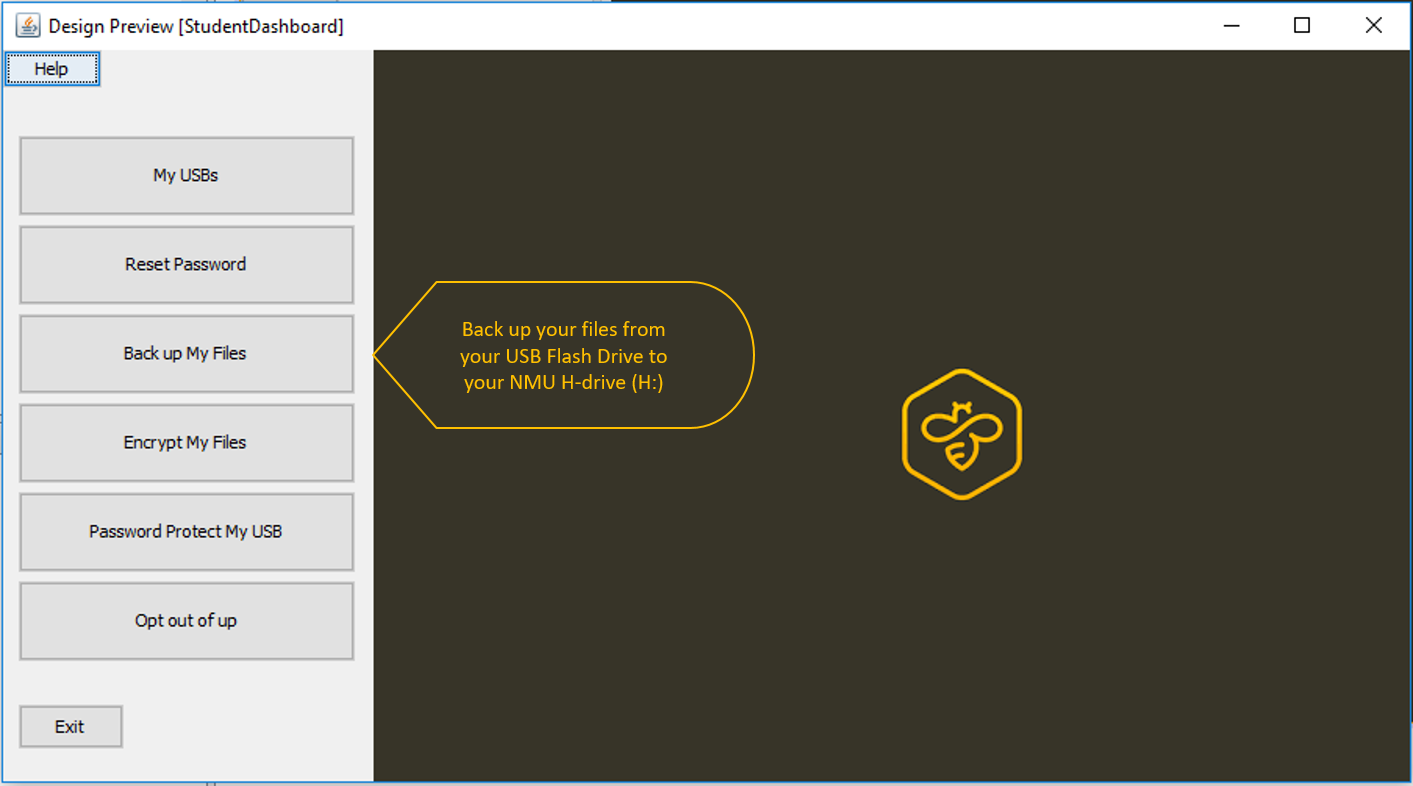 Design Preview [StudentDashboard]
Help
My USBs
Reset Password
Back up My Files
Encrypt My Files
Password Protect My USB
Opt out of up
Exit
Back up your files from
your USB Flash Drive to
your NMU H-drive (H:)